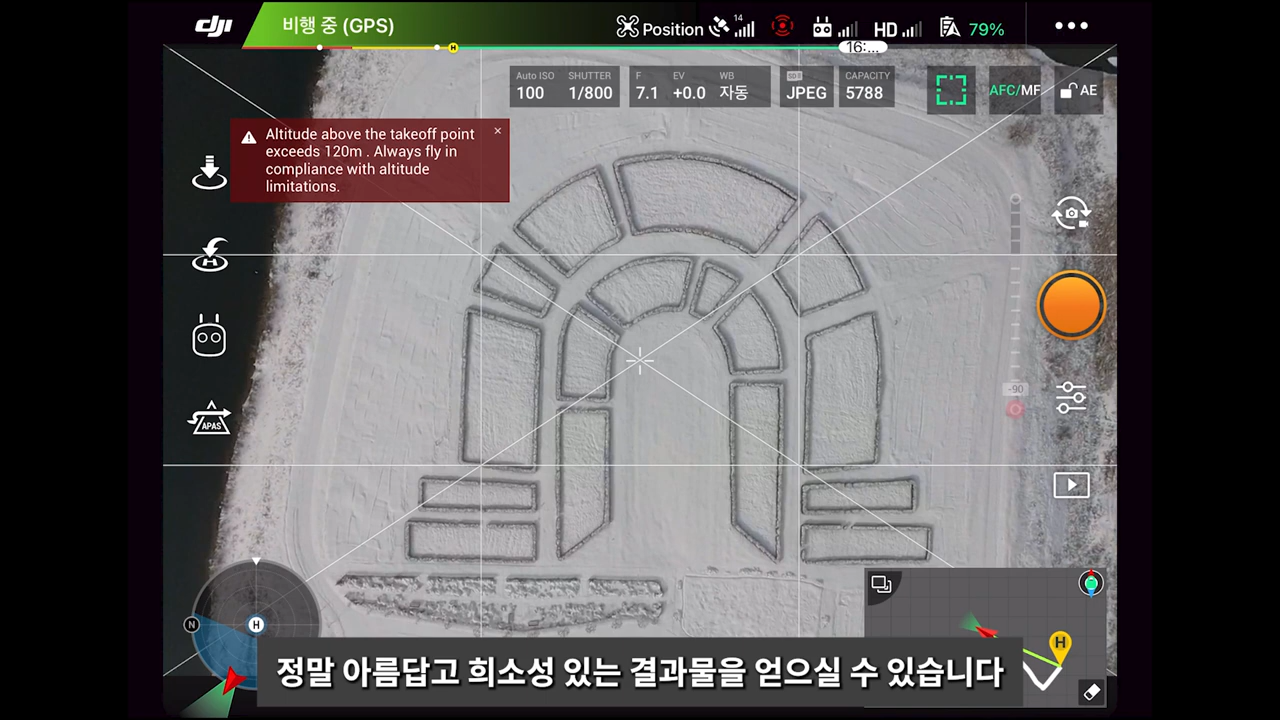 dji
비행 중 (GPS)
Position
14
HD
79%
H
16:...
Auto ISO
100
SHUTTER
1/800
F
7.1
EV
+0.0
WB
자동
SD
JPEG
CAPACITY
5788
AFC/MF
AE
Altitude above the takeoff point
exceeds 120m . Always fly in
compliance with altitude
limitations.
×
H
APAS
-90
N
H
H
정말 아름답고 희소성 있는 결과물을 얻으실 수 있습니다